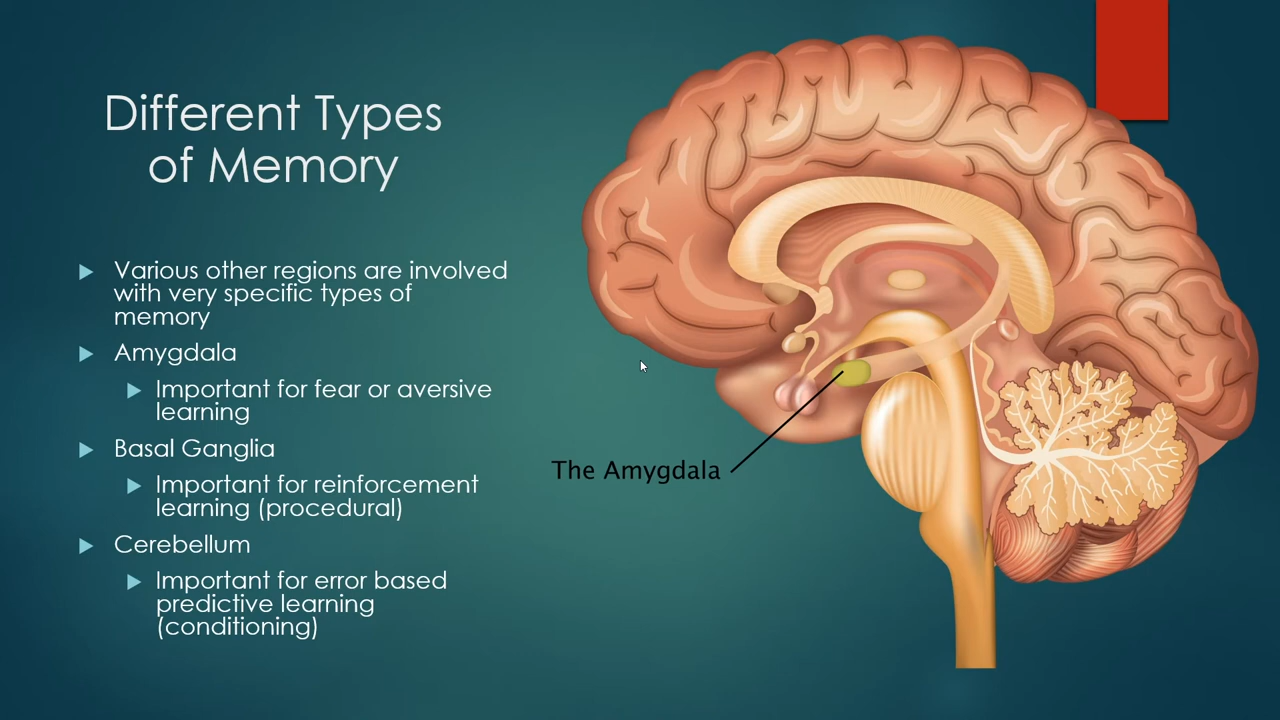 Different Types
of Memory
Various other regions are involved
with very specific types of
memory
Amygdala
Important for fear or aversive
learning
Basal Ganglia
Important for reinforcement
learning (procedural)
Cerebellum
Important for error based
predictive learning
(conditioning)
The Amygdala